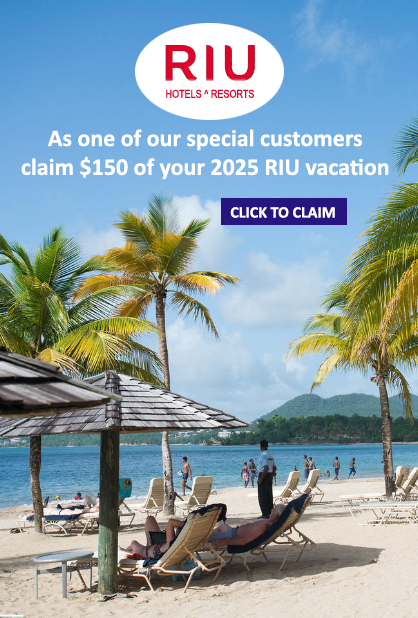 RIU
HOTELS ^ RESORTS
As one of our special customers
claim $150 of your 2025 RIU vacation
CLICK TO CLAIM